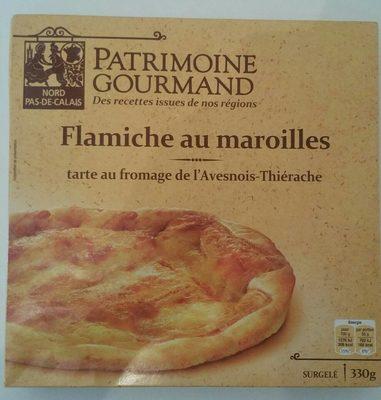 PATRIMOINE
GOURMAND
NORD
PAS-DE-CALAIS
Des recettes issues de nos régions
Flamiche au maroilles
tarte au fromage de l'Avesnois-Thiérache
SURGELÉ
330g